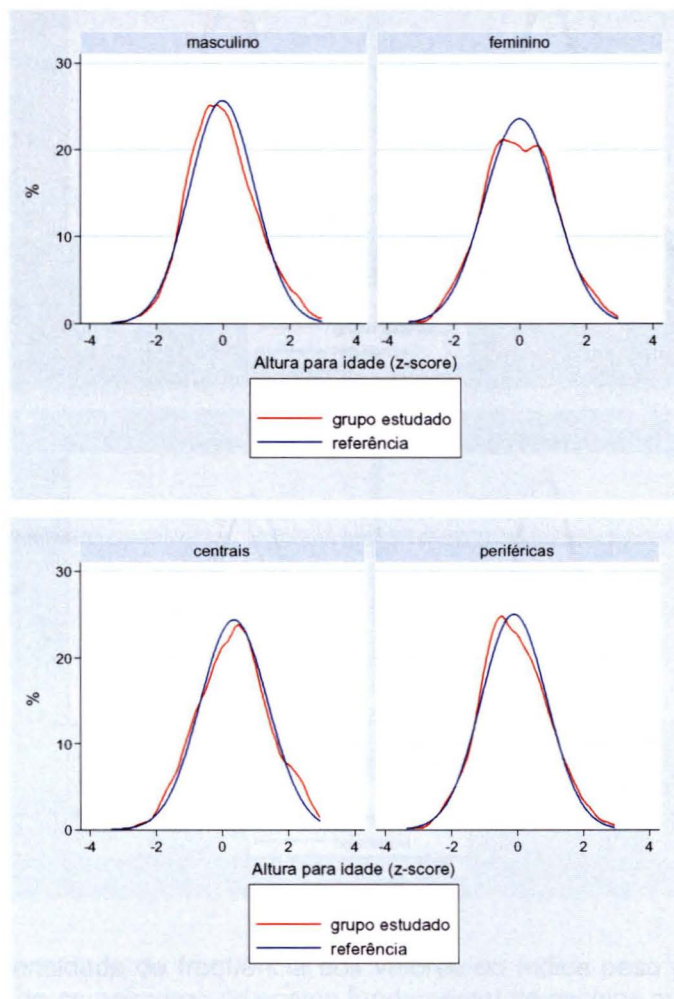 masculino feminino
30
20
10
0
%
-4 -2 0 2 4 -4 -2 0 2 4
Altura para idade (z-score)
grupo estudado
referência
centrais periféricas
30
20
10
0
%
-4 -2 0 2 4 -4 -2 0 2 4
Altura para idade (z-score)
grupo estudado
referência